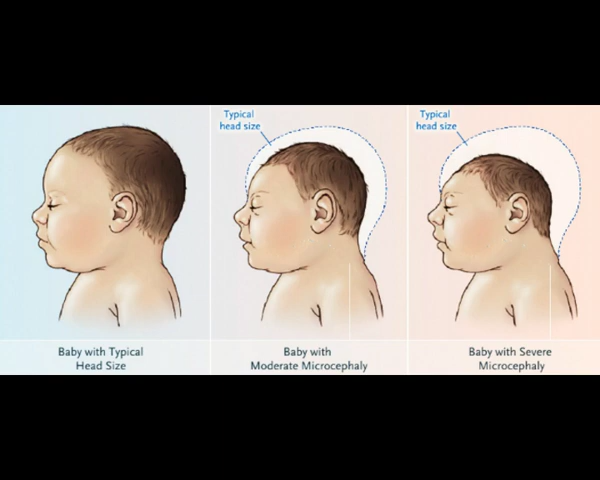 Typical
head size
Typical
head size
Baby with Typical
Head Size
Baby with
Moderate Microcephaly
Baby with Severe
Microcephaly